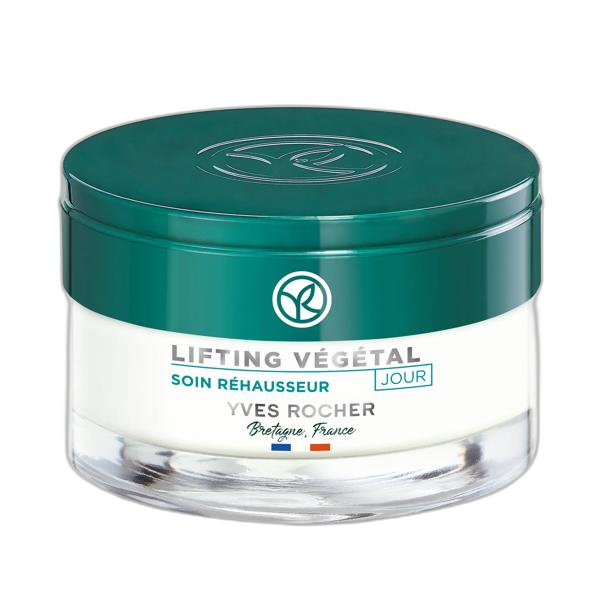 LIFTING VÉGÉTAL
SOIN RÉHAUSSEUR
JOUR
YVES ROCHER
Bretagne, France